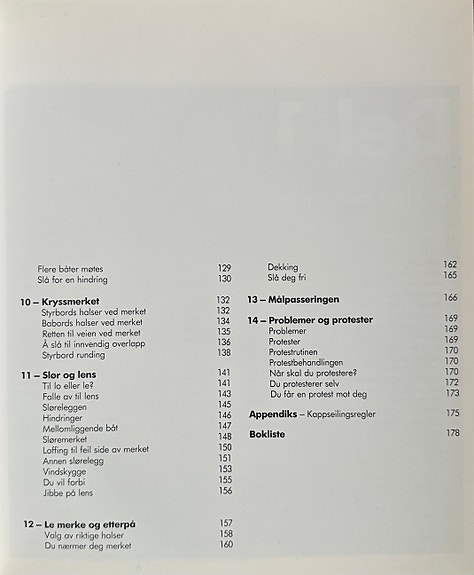 Flere båter møtes 129
Slå for en hindring 130
10 – Kryssmerket 132
Styrbords halser ved merket 132
Babords halser ved merket 134
Retten til veien ved merket 135
Å slå til innvendig overlapp 136
Styrbord runding 138
11 – Slør og lens 141
Til lo eller le? 141
Falle av til lens 143
Sløreleggen 145
Hindringer 146
Mellomliggende båt 147
Sløremerket 148
Loffing til feil side av merket 150
Annen slørelegg 151
Vindskygge 153
Du vil forbi 155
Jibbe på lens 156
12 – Le merke og etterpå 157
Valg av riktige halser 158
Du nærmer deg merket 160
Dekking 162
Slå deg fri 165
13 – Målpasseringen 166
14 – Problemer og protester 169
Problemer 169
Protester 169
Protestrutinen 170
Protestbehandlingen 170
Når skal du protestere? 170
Du protesterer selv 172
Du får en protest mot deg 173
Appendiks – Kappseilingsregler 175
Bokliste 178